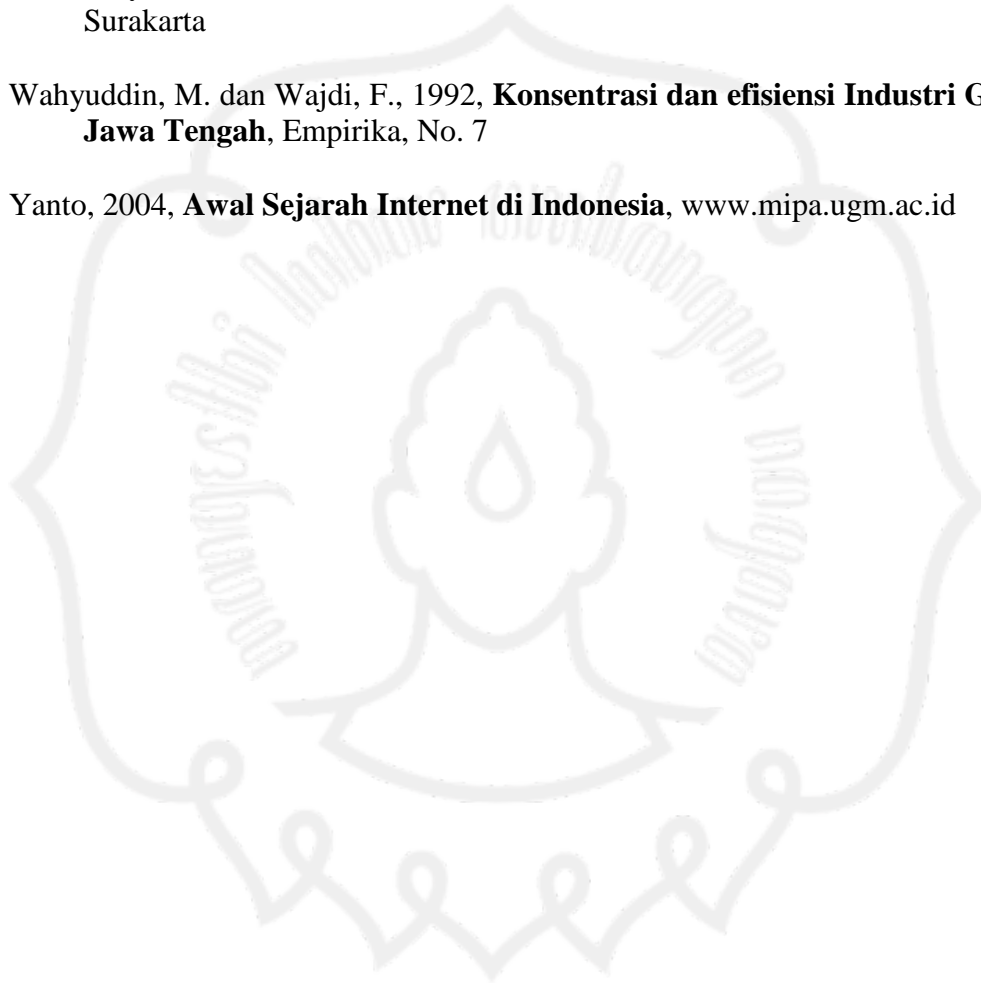 Surakarta
Wahyuddin, M. dan Wajdi, F., 1992, Konsentrasi dan efisiensi Industri
Jawa Tengah, Empirika, No. 7
Yanto, 2004, Awal Sejarah Internet di Indonesia, www.mipa.ugm.ac.id